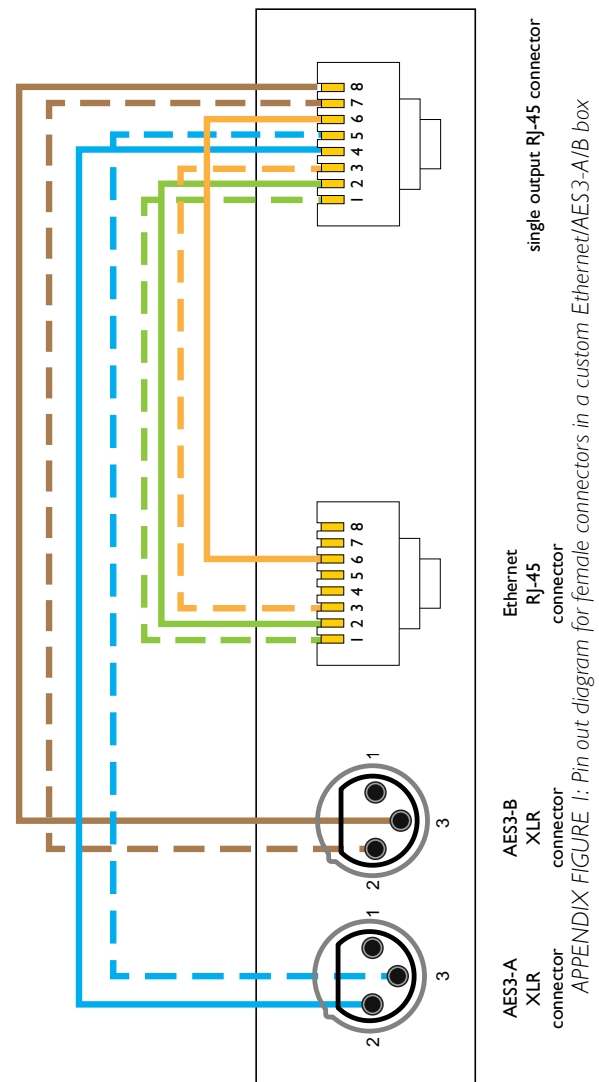 2 1
3
2 1
3
1 2 3 4 5 6 7 8
1 2 3 4 5 6 7 8
AES3-A
XLR
connector
AES3-B
XLR
connector
Ethernet
RJ-45
connector
single output RJ-45 connector
APPENDIX FIGURE 1: Pin out diagram for female connectors in a custom Ethernet/AES3-A/B box